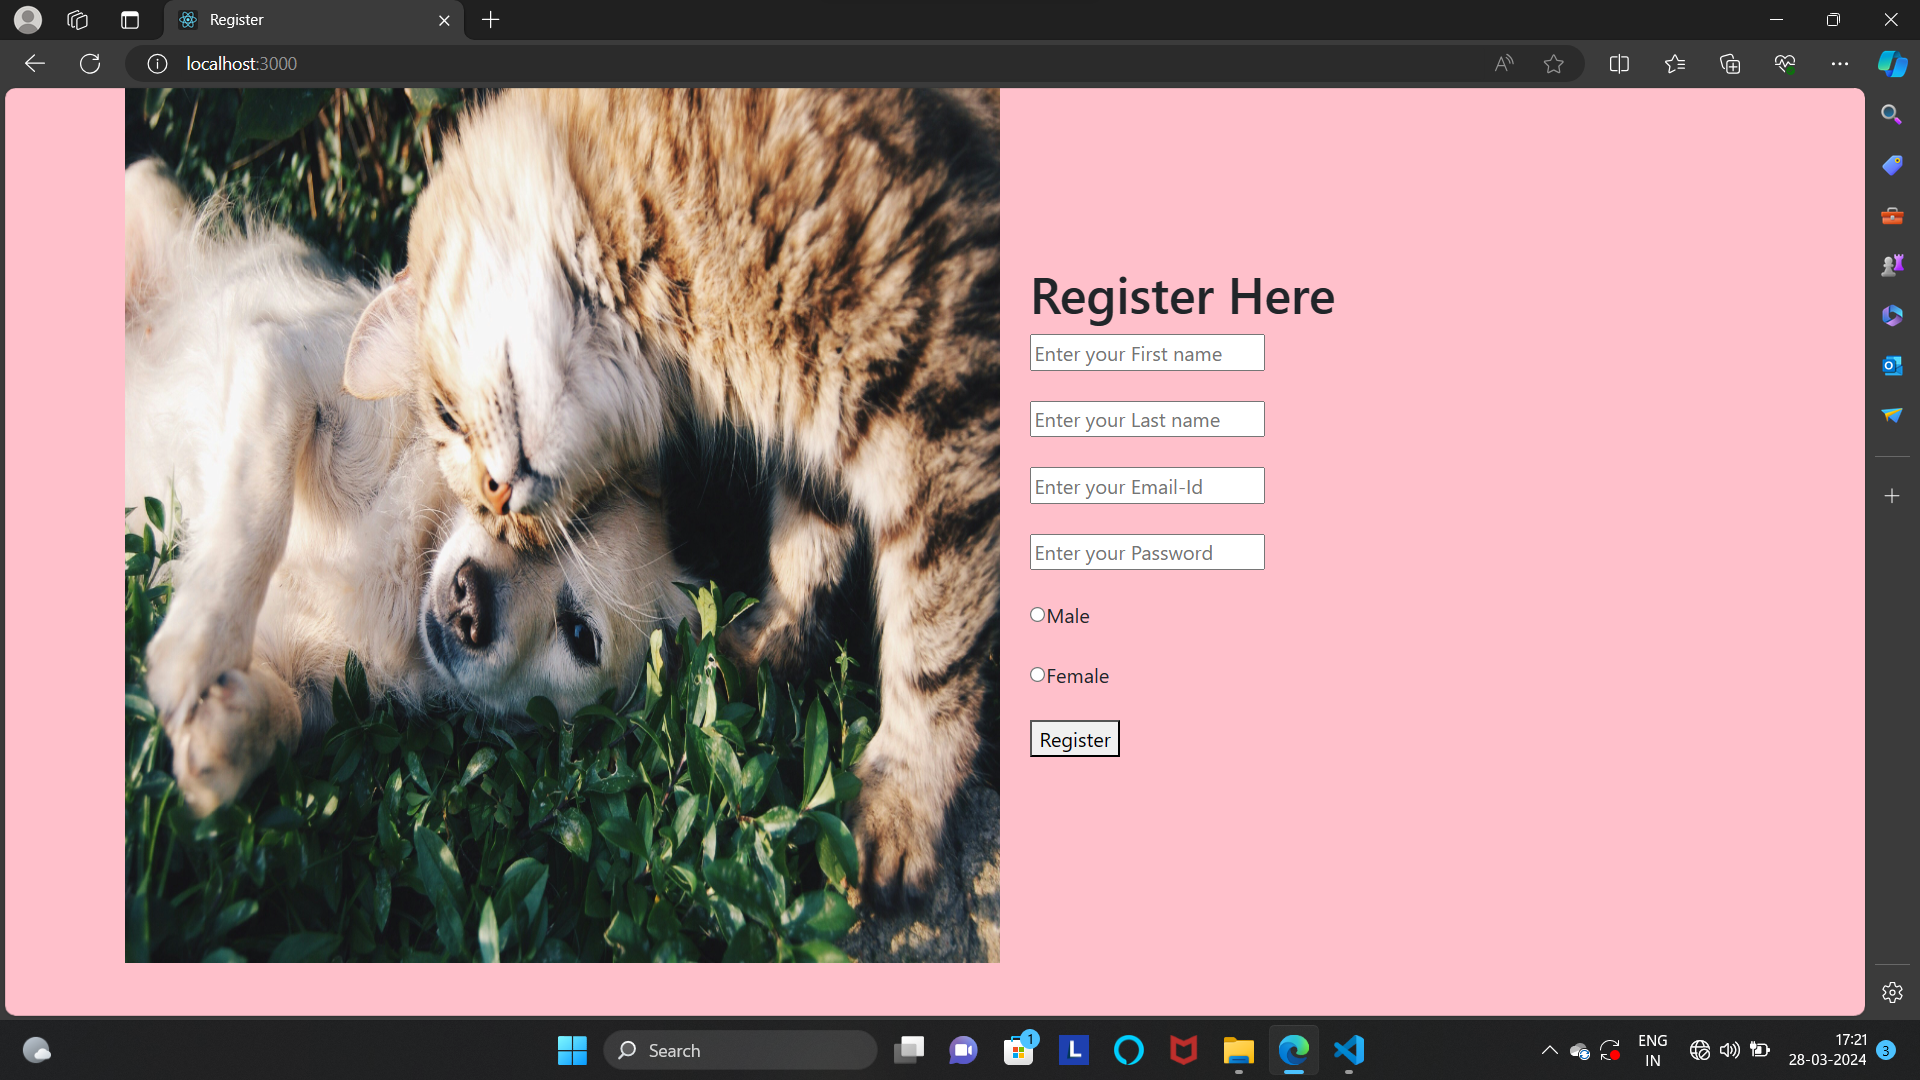 Register
localhost:3000
Register Here
Enter your First name
Enter your Last name
Enter your Email-Id
Enter your Password
Male
Female
Register
Search
1
L
ENG
IN
17:21
28-03-2024
3